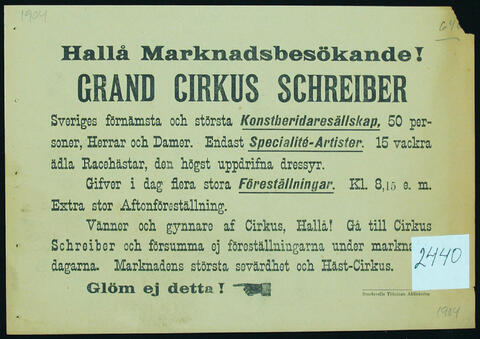 1904
Hallå Marknadsbesökande!
GRAND CIRKUS SCHREIBER
Sveriges förnämsta och största Konstberidaresällskap, 50 per-
soner, Herrar och Damer. Endast Specialité-Artister. 15 vackra
ädla Racehästar, den högst uppdrifna dressyr.
Gifver i dag flera stora Föreställningar. Kl. 8,15 e. m.
Extra stor Aftonföreställning.
Vänner och gynnare af Cirkus, Hallå! Gå till Cirkus
Schreiber och försumma ej föreställningarna under marknads-
dagarna. Marknadens största sevärdhet och Häst-Cirkus.
2440
Glöm ej detta!
1904